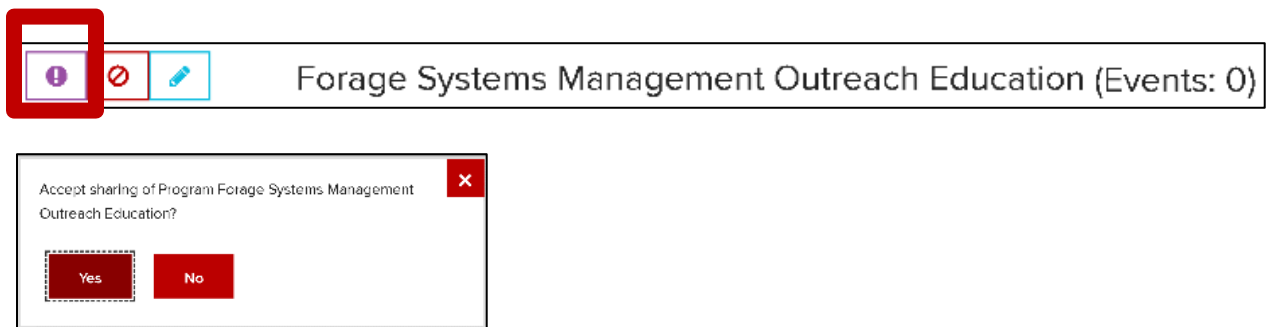 Forage Systems Management Outreach Education (Events: 0)
Accept sharing of Program Forage Systems Management
Outreach Education?
Yes No